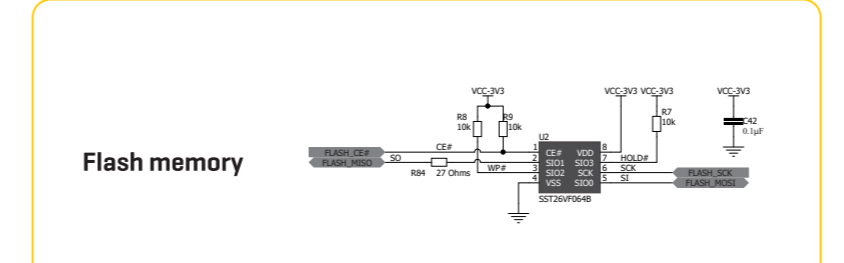 Flash memory
VCC-3V3
VCC-3V3 VCC-3V3
VCC-3V3
R8
10k
R9
10k
R7
10k
C42
0.1µF
U2
FLASH_CE#
CE#
1
CE#
VDD
8
FLASH_MISO
SO
2
SIO1
SIO3
7
HOLD#
R84
27 Ohms
WP#
3
SIO2
SCK
6
SCK
FLASH_SCK
4
VSS
SIO0
5
SI
FLASH_MOSI
SST26VF064B